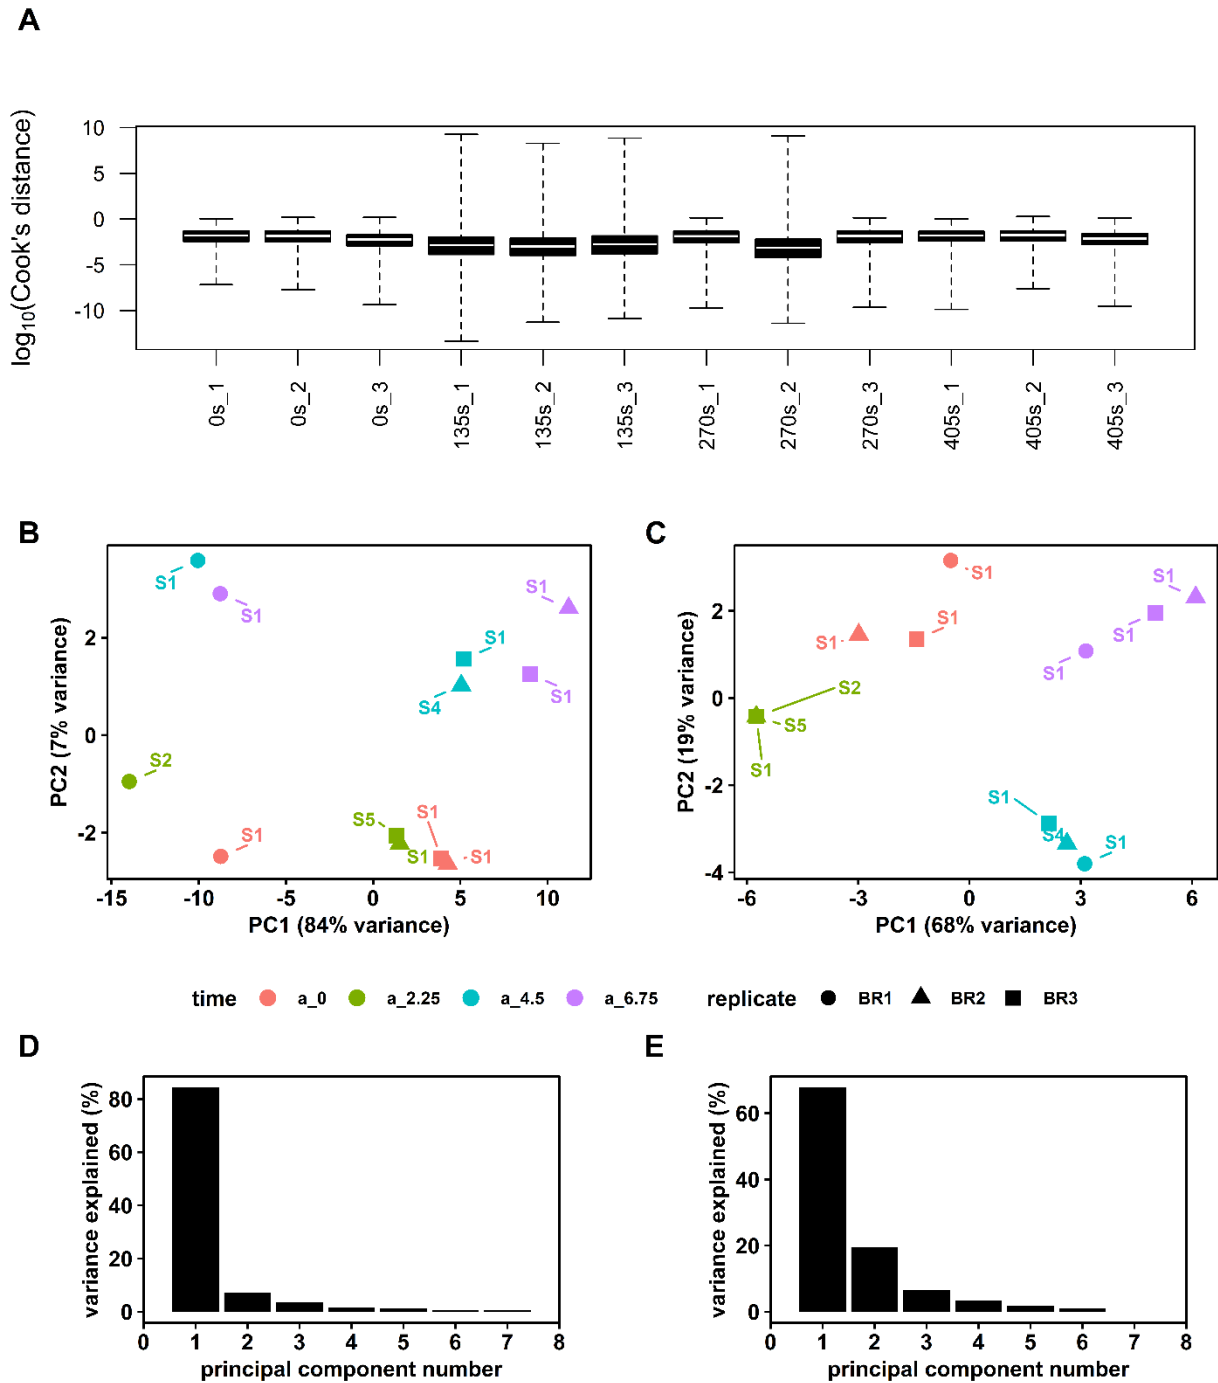 A
log10(Cook's distance)
10
5
0
-5
-10
0s_1
0s_2
0s_3
135s_1
135s_2
135s_3
270s_1
270s_2
270s_3
405s_1
405s_2
405s_3
B
PC2 (7% variance)
2
0
-2
S1
S1
S1
S1
S4
S1
S2
S1
S5
S1
S1
S1
-15 -10 -5 0 5 10
PC1 (84% variance)
C
PC2 (19% variance)
2
0
-2
-4
S1
S1
S1
S1
S1
S1
S2
S5
S1
S1
S4
S1
-6 -3 0 3 6
PC1 (68% variance)
time a_0 a_2.25 a_4.5 a_6.75 replicate BR1 BR2 BR3
D
variance explained (%)
80
60
40
20
0
0 1 2 3 4 5 6 7 8
principal component number
E
variance explained (%)
60
40
20
0
0 1 2 3 4 5 6 7 8
principal component number